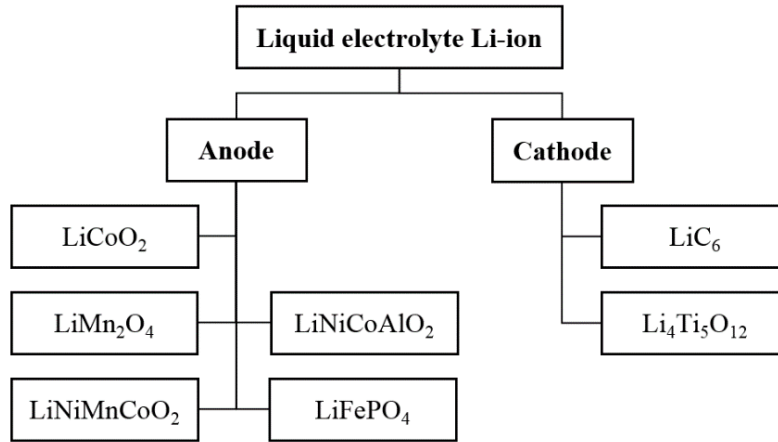 Liquid electrolyte Li-ion
Anode
Cathode
LiCoO₂
LiC₆
LiMn₂O₄
LiNiCoAlO₂
Li₄Ti₅O₁₂
LiNiMnCoO₂
LiFePO₄